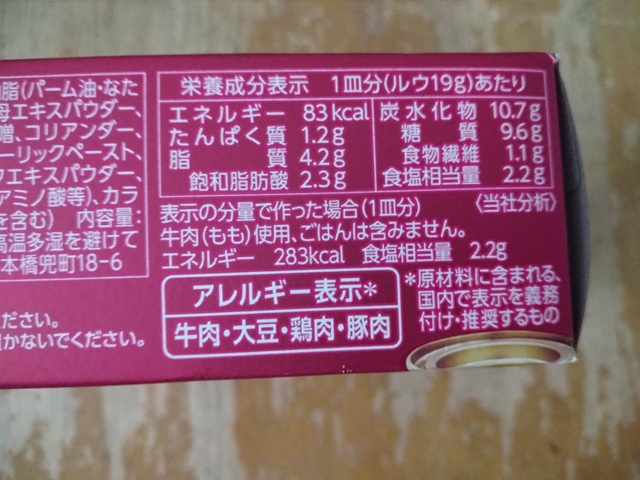 脂(パーム油・なた
母エキスパウダー、
噌、コリアンダー、
ーリックペースト、
エキスパウダー、
アミノ酸等)、カラ
を含む) 内容量:
高温多湿を避けて
本橋兜町18-6
ださい。
かないでください。
栄養成分表示 1皿分(ルウ19g)あたり
エネルギー 83kcal
たんぱく質 1.2g
脂質 4.2g
飽和脂肪酸 2.3g
炭水化物 10.7g
糖質 9.6g
食物繊維 1.1g
食塩相当量 2.2g
表示の分量で作った場合(1皿分) 〈当社分析〉
牛肉(もも)使用、ごはんは含みません。
エネルギー 283kcal 食塩相当量 2.2g
アレルギー表示*
牛肉・大豆・鶏肉・豚肉
*原材料に含まれる、
国内で表示を義務
付け・推奨するもの